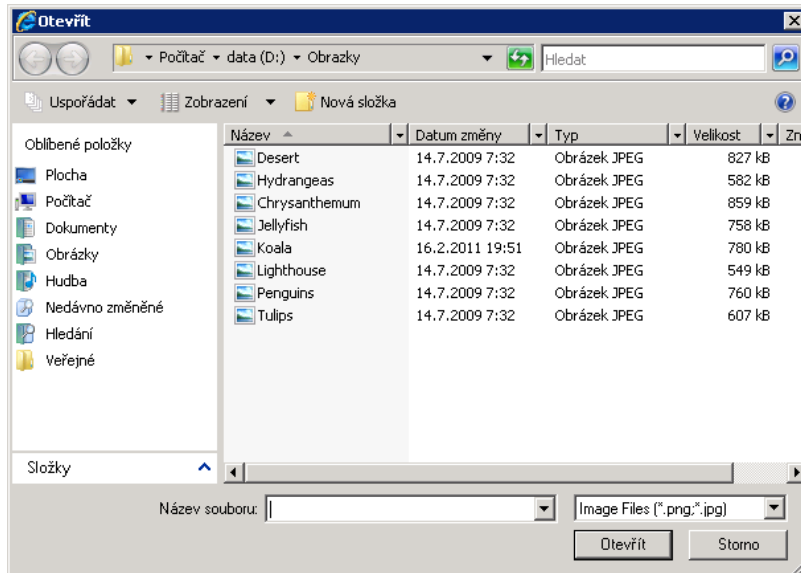 Otevřít
Počítač data (D:) Obrazky Hledat
Uspořádat Zobrazení Nová složka
Oblíbené položky
Plocha
Počítač
Dokumenty
Obrázky
Hudba
Nedávno změněné
Hledání
Veřejné
Složky
Název Datum změny Typ Velikost Zn
Desert 14.7.2009 7:32 Obrázek JPEG 827 kB
Hydrangeas 14.7.2009 7:32 Obrázek JPEG 582 kB
Chrysanthemum 14.7.2009 7:32 Obrázek JPEG 859 kB
Jellyfish 14.7.2009 7:32 Obrázek JPEG 758 kB
Koala 16.2.2011 19:51 Obrázek JPEG 780 kB
Lighthouse 14.7.2009 7:32 Obrázek JPEG 549 kB
Penguins 14.7.2009 7:32 Obrázek JPEG 760 kB
Tulips 14.7.2009 7:32 Obrázek JPEG 607 kB
Název souboru: Image Files (*.png;*.jpg)
Otevřít Storno